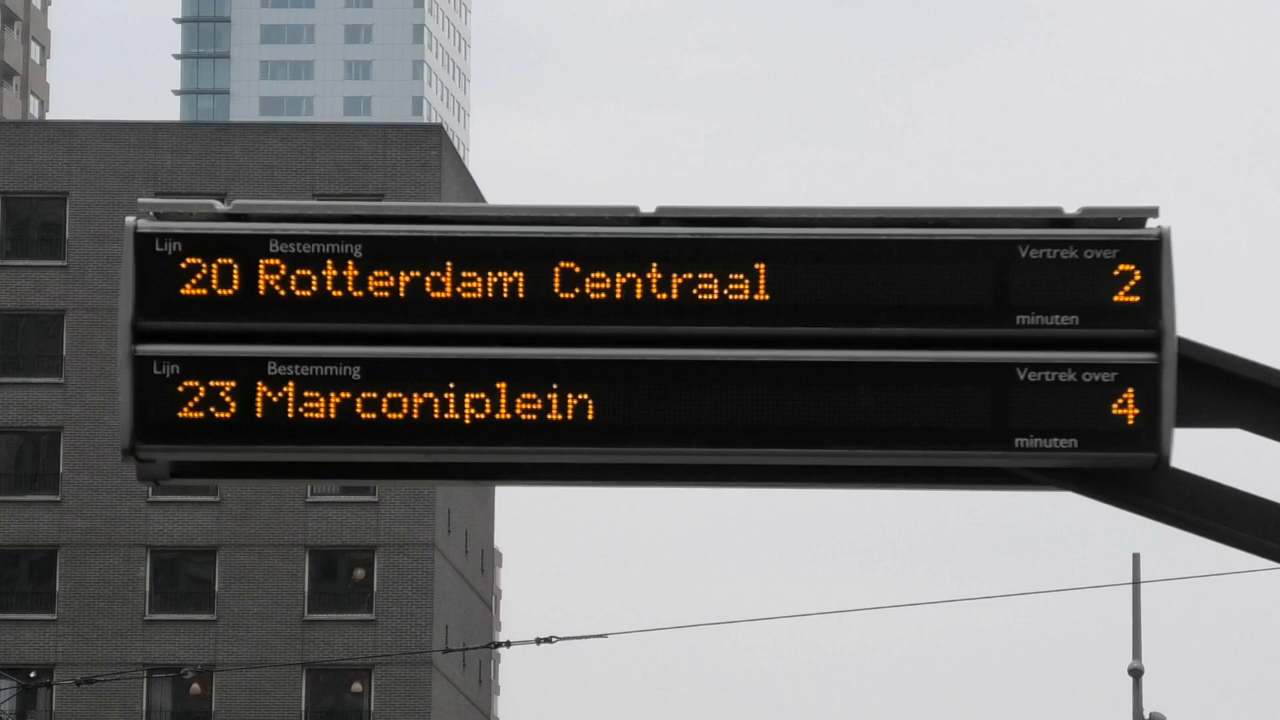 Lijn Bestemming Vertrek over
20 Rotterdam Centraal 2
minuten
Lijn Bestemming Vertrek over
23 Marconiplein 4
minuten